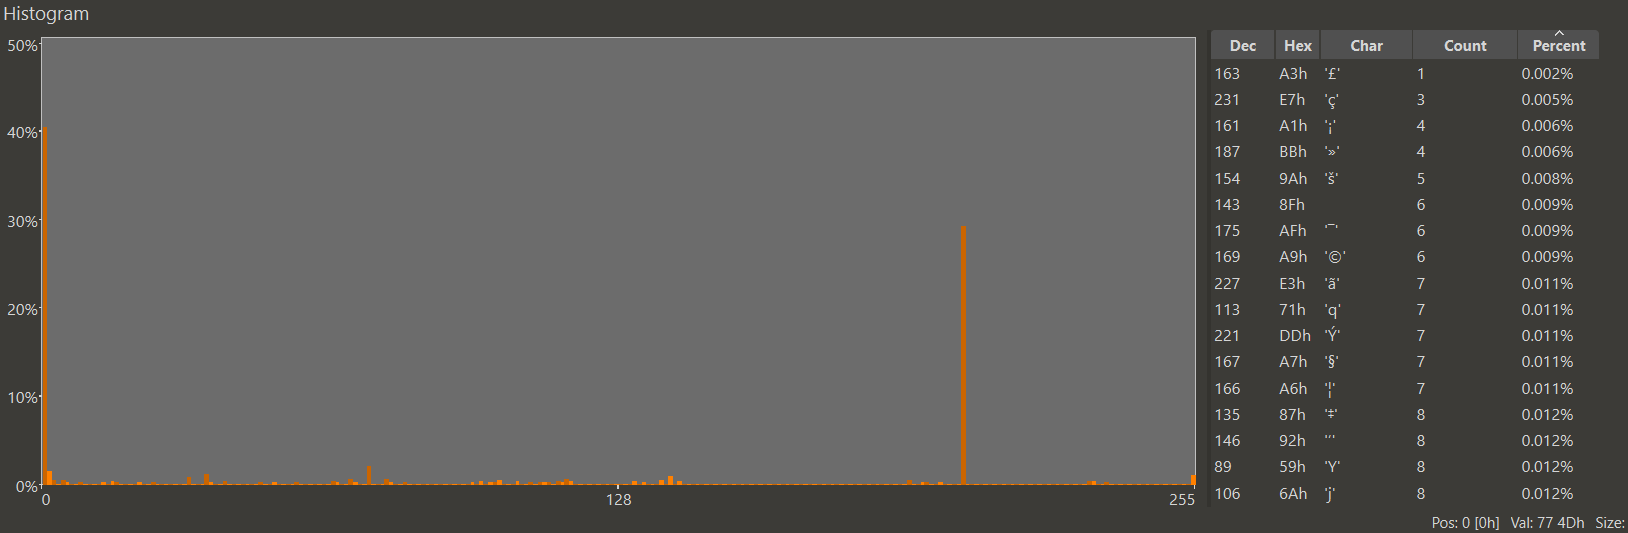 Histogram
50%
40%
30%
20%
10%
0%
0 128 255
Dec Hex Char Count Percent
163 A3h '£' 1 0.002%
231 E7h 'ç' 3 0.005%
161 A1h '¡' 4 0.006%
187 BBh '»' 4 0.006%
154 9Ah 'š' 5 0.008%
143 8Fh 6 0.009%
175 AFh '¯' 6 0.009%
169 A9h '©' 6 0.009%
227 E3h 'ã' 7 0.011%
113 71h 'q' 7 0.011%
221 DDh 'Ý' 7 0.011%
167 A7h '§' 7 0.011%
166 A6h '¦' 7 0.011%
135 87h '‡' 8 0.012%
146 92h '’' 8 0.012%
89 59h 'Y' 8 0.012%
106 6Ah 'j' 8 0.012%
Pos: 0 [0h] Val: 77 4Dh Size: